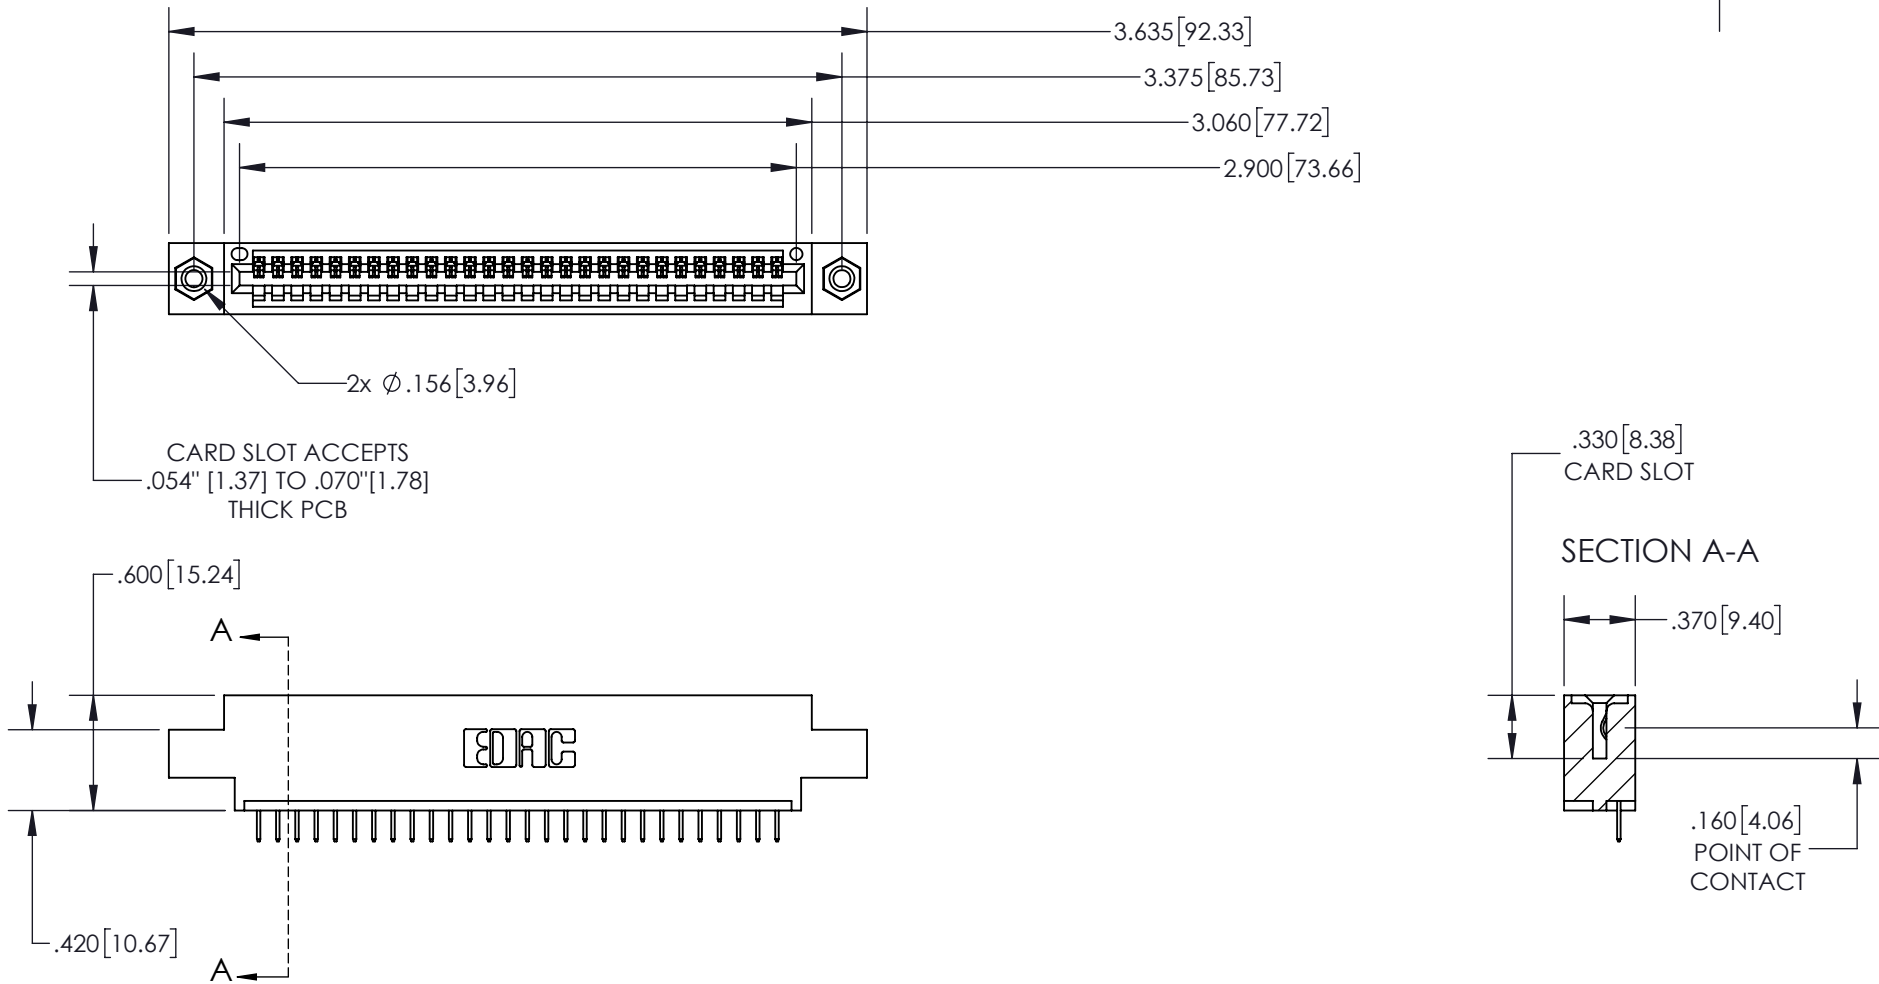 3.635[92.33]
3.375[85.73]
3.060[77.72]
2.900[73.66]
2x ⌀.156[3.96]
CARD SLOT ACCEPTS
.054" [1.37] TO .070"[1.78]
THICK PCB
.330[8.38]
CARD SLOT
SECTION A-A
.600[15.24]
A
.370[9.40]
EDAC
.160[4.06]
POINT OF
CONTACT
.420[10.67]
A